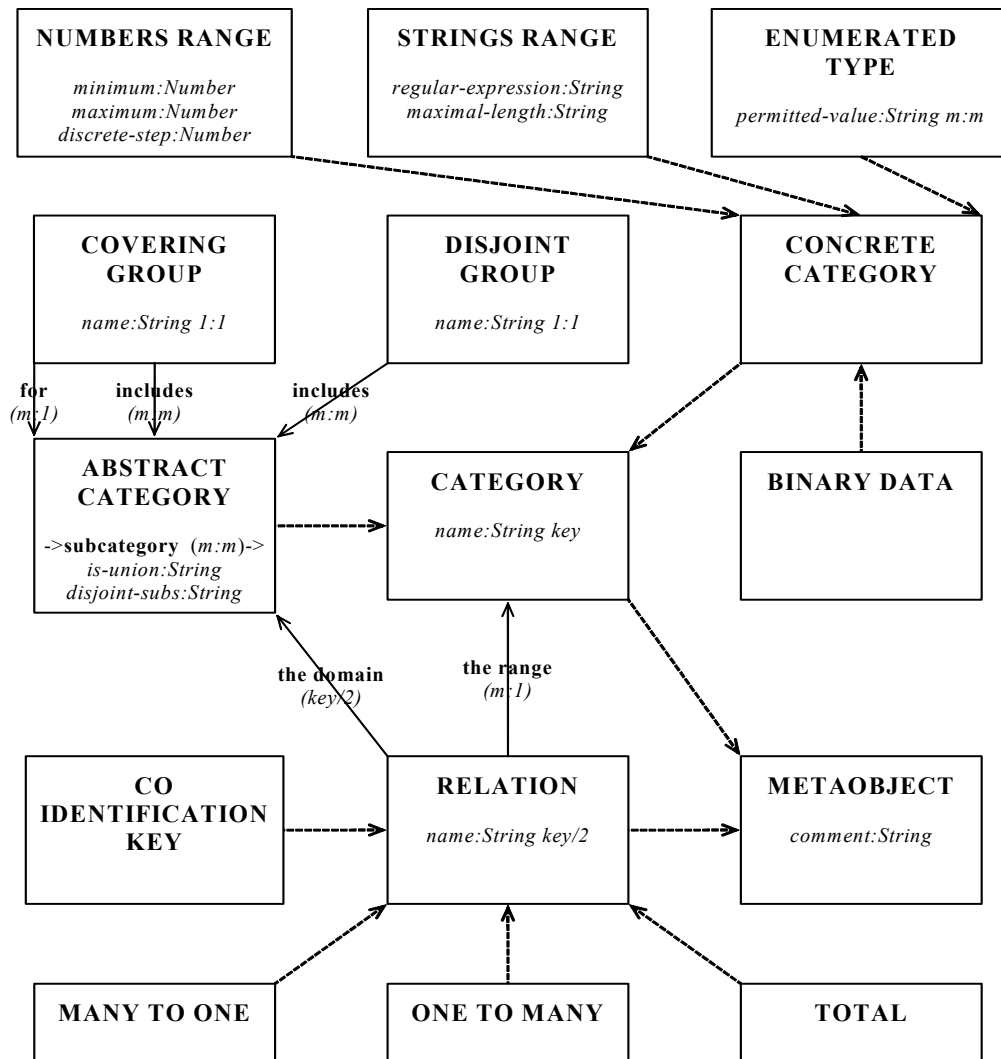 NUMBERS RANGE
minimum:Number
maximum:Number
discrete-step:Number
STRINGS RANGE
regular-expression:String
maximal-length:String
ENUMERATED
TYPE
permitted-value:String m:m
COVERING
GROUP
name:String 1:1
DISJOINT
GROUP
name:String 1:1
CONCRETE
CATEGORY
for
(m:1)
includes
(m:m)
includes
(m:m)
ABSTRACT
CATEGORY
->subcategory (m:m)->
is-union:String
disjoint-subs:String
CATEGORY
name:String key
BINARY DATA
the domain
(key/2)
the range
(m:1)
CO
IDENTIFICATION
KEY
RELATION
name:String key/2
METAOBJECT
comment:String
MANY TO ONE
ONE TO MANY
TOTAL